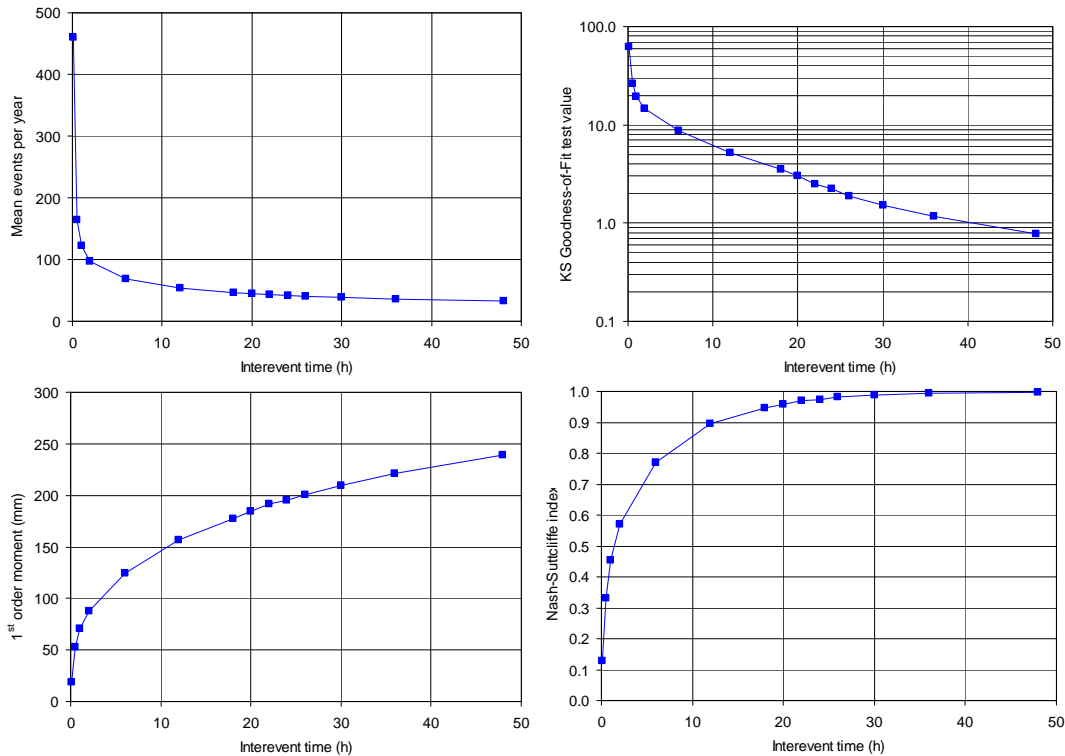 500
400
300
200
100
0
Mean events per year
0 10 20 30 40 50
Interevent time (h)
100.0
10.0
1.0
0.1
KS Goodness-of-Fit test value
0 10 20 30 40 50
Interevent time (h)
300
250
200
150
100
50
0
1st order moment (mm)
0 10 20 30 40 50
Interevent time (h)
1.0
0.9
0.8
0.7
0.6
0.5
0.4
0.3
0.2
0.1
0.0
Nash-Suttcliffe index
0 10 20 30 40 50
Interevent time (h)